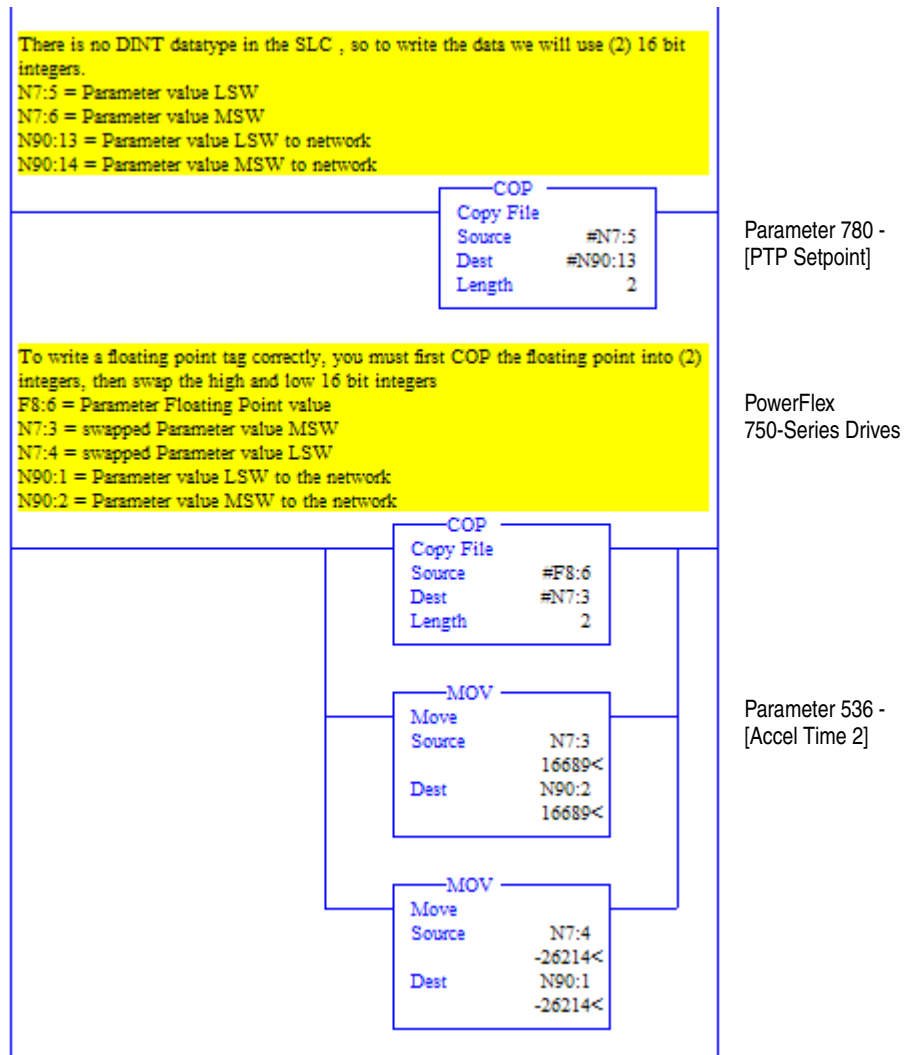 There is no DINT datatype in the SLC , so to write the data we will use (2) 16 bit
integers.
N7:5 = Parameter value LSW
N7:6 = Parameter value MSW
N90:13 = Parameter value LSW to network
N90:14 = Parameter value MSW to network
COP
Copy File
Source #N7:5
Dest #N90:13
Length 2
Parameter 780 -
[PTP Setpoint]
To write a floating point tag correctly, you must first COP the floating point into (2)
integers, then swap the high and low 16 bit integers
F8:6 = Parameter Floating Point value
N7:3 = swapped Parameter value MSW
N7:4 = swapped Parameter value LSW
N90:1 = Parameter value LSW to the network
N90:2 = Parameter value MSW to the network
PowerFlex
750-Series Drives
COP
Copy File
Source #F8:6
Dest #N7:3
Length 2
MOV
Move
Source N7:3
16689<
Dest N90:2
16689<
Parameter 536 -
[Accel Time 2]
MOV
Move
Source N7:4
-26214<
Dest N90:1
-26214<